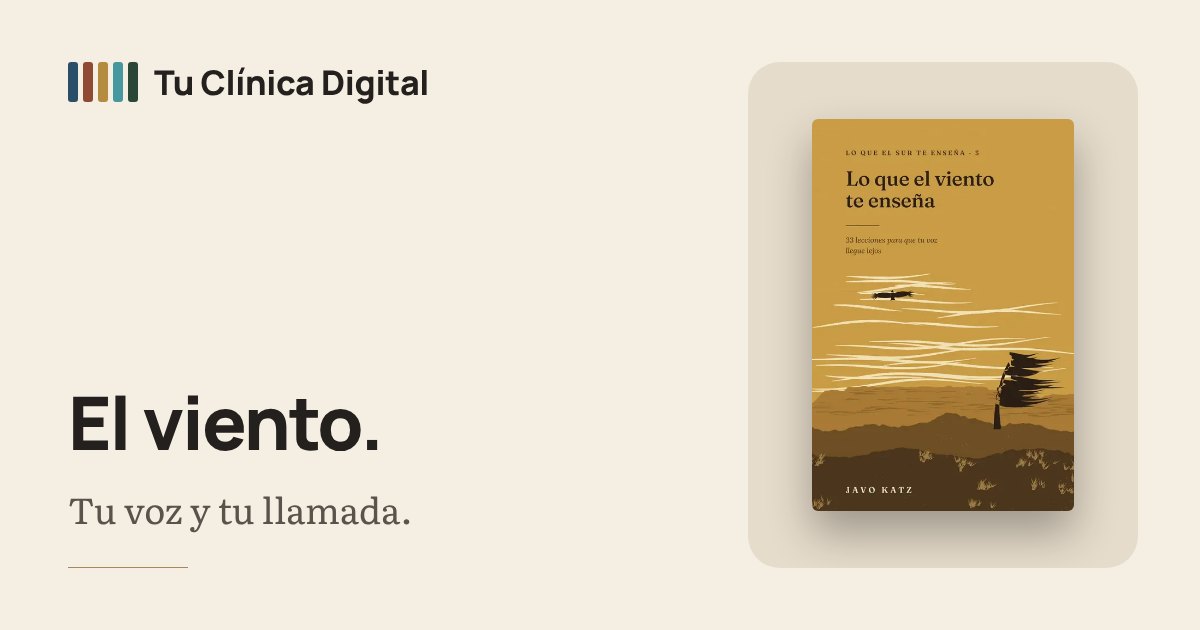 Tu Clínica Digital
El viento.
Tu voz y tu llamada.
LO QUE EL SUR TE ENSEÑA · 5
Lo que el viento
te enseña
33 lecciones para que tu voz
llegue lejos
JAVO KATZ